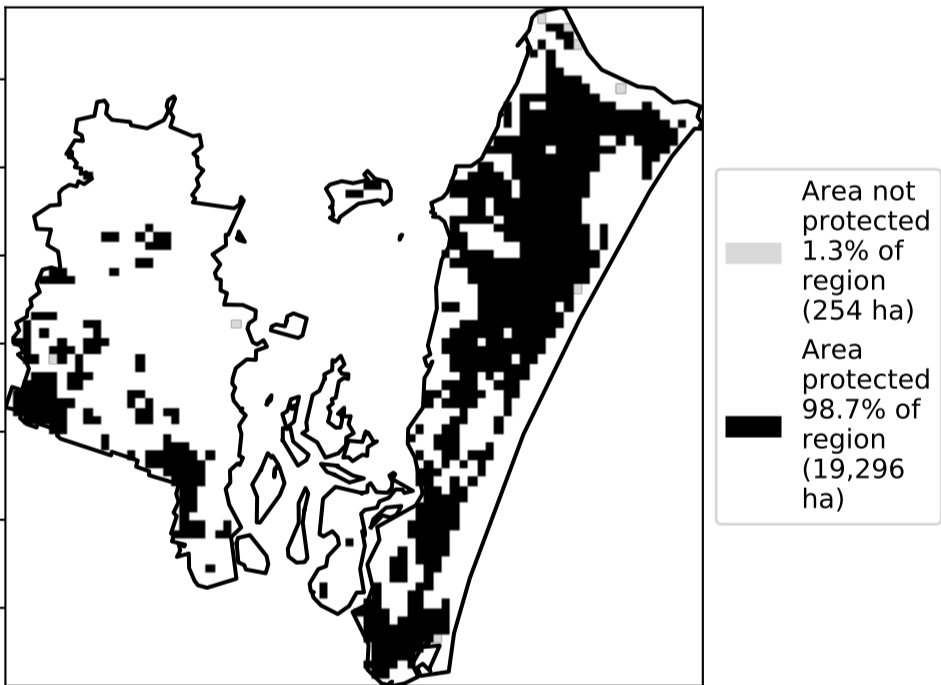 Area not
protected
1.3% of
region
(254 ha)
Area
protected
98.7% of
region
(19,296
ha)